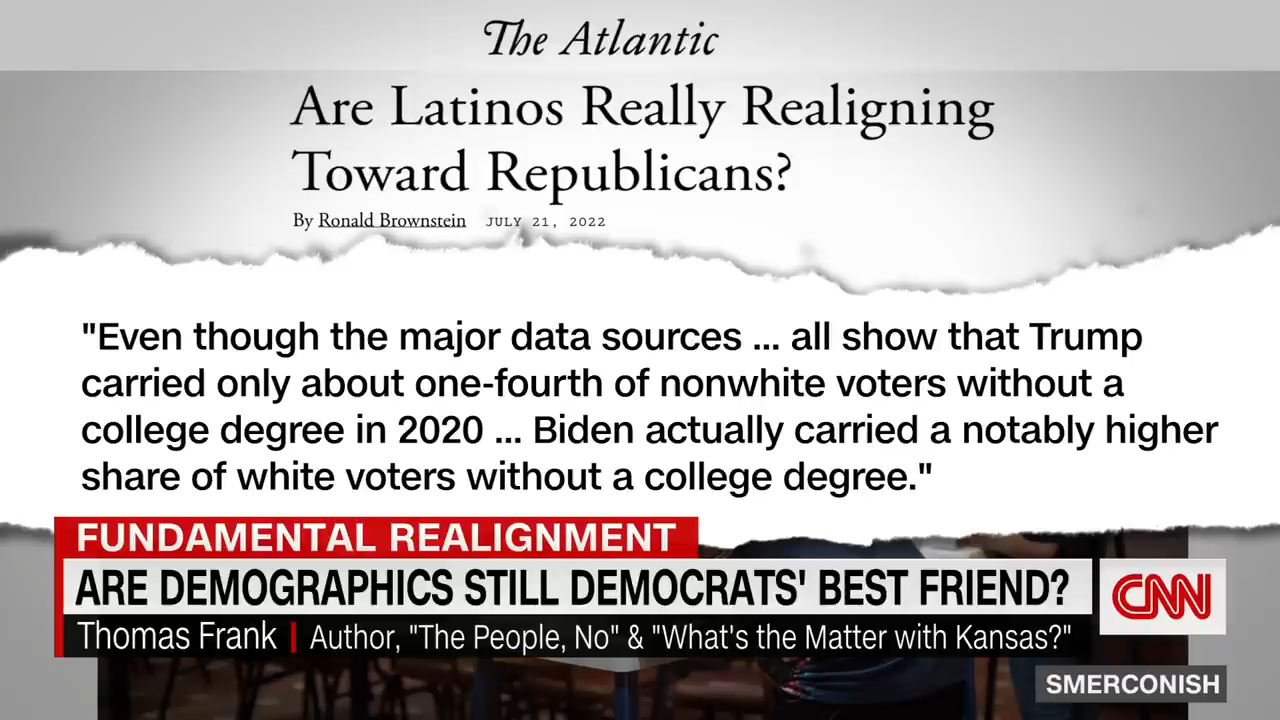 The Atlantic
Are Latinos Really Realigning
Toward Republicans?
By Ronald Brownstein JULY 21, 2022
"Even though the major data sources ... all show that Trump
carried only about one-fourth of nonwhite voters without a
college degree in 2020 ... Biden actually carried a notably higher
share of white voters without a college degree."
FUNDAMENTAL REALIGNMENT
ARE DEMOGRAPHICS STILL DEMOCRATS' BEST FRIEND?
Thomas Frank | Author, "The People, No" & "What's the Matter with Kansas?"
CNN
SMERCONISH